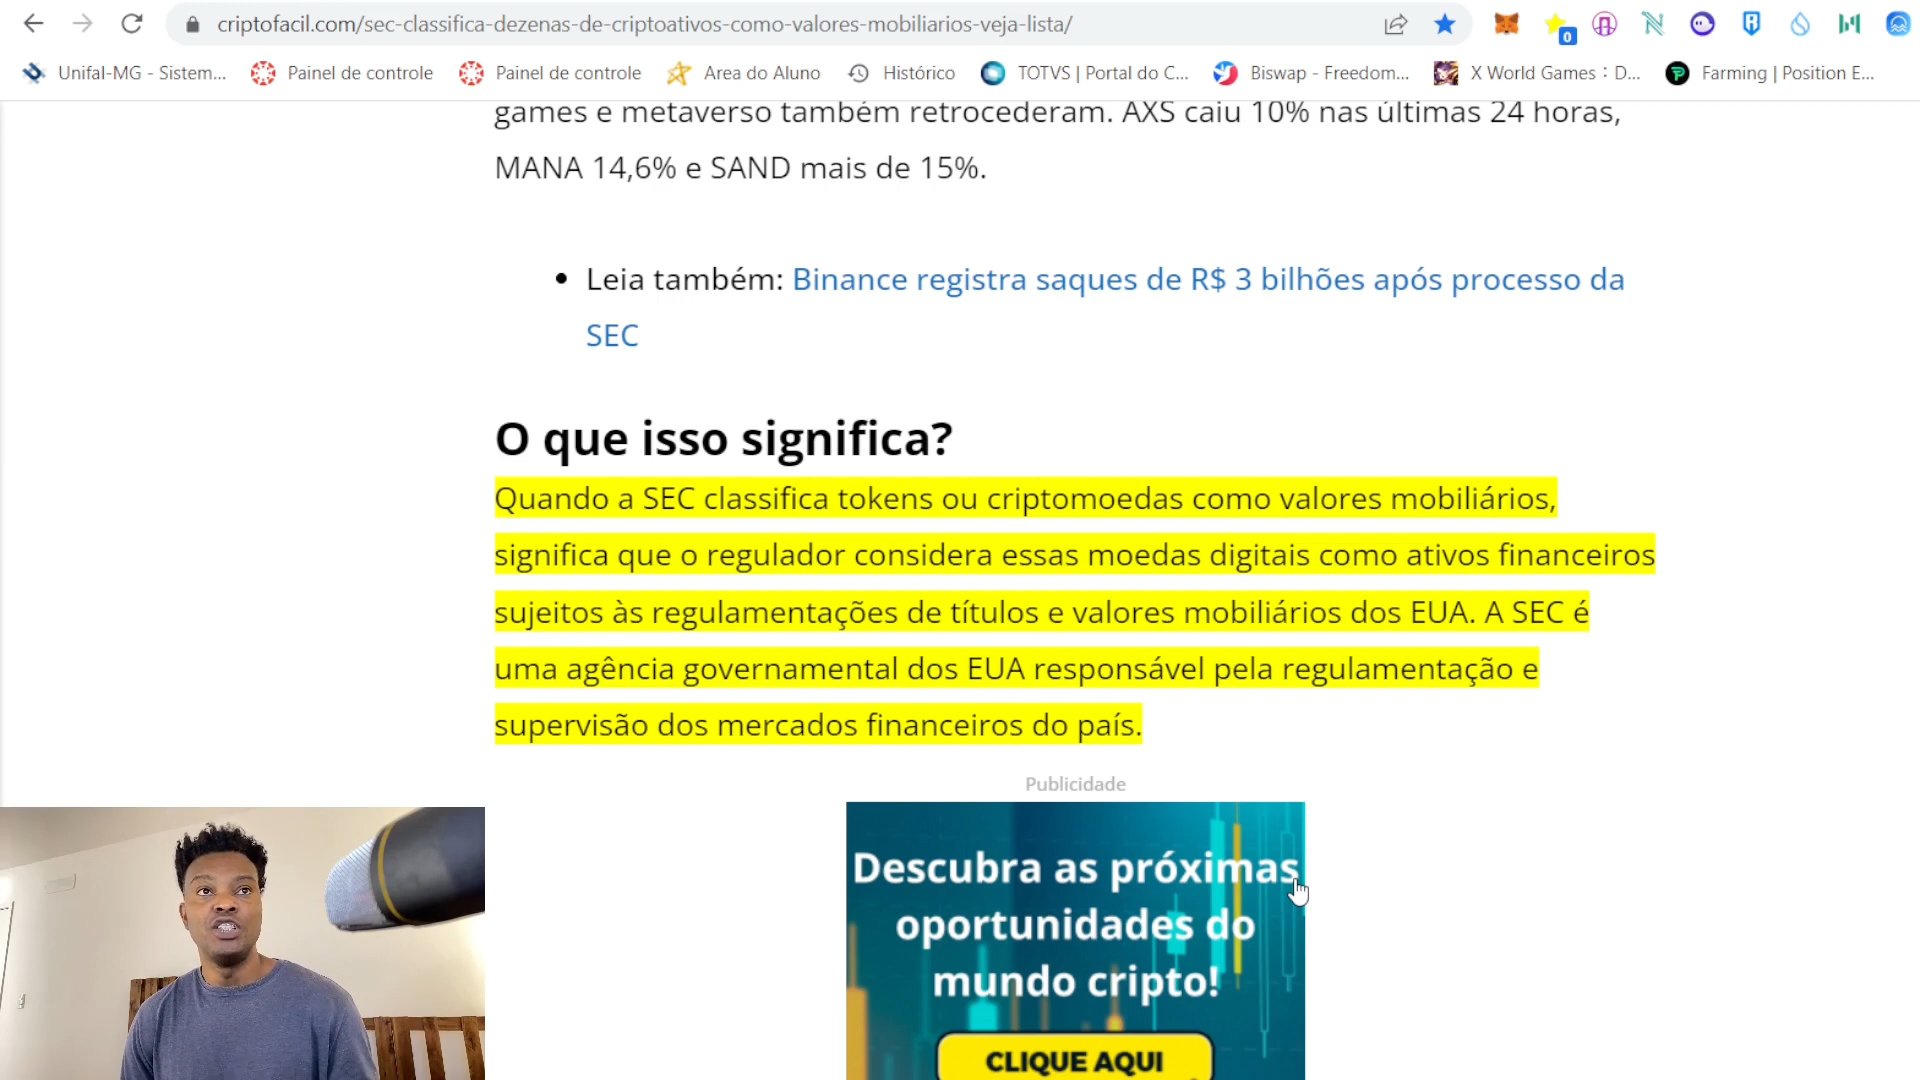 criptofacil.com/sec-classifica-dezenas-de-criptoativos-como-valores-mobiliarios-veja-lista/
0
Unifal-MG - Sistem... Painel de controle Painel de controle Area do Aluno Histórico TOTVS | Portal do C... Biswap - Freedom... X World Games : D... Farming | Position E...
games e metaverso também retrocederam. AXS caiu 10% nas últimas 24 horas,
MANA 14,6% e SAND mais de 15%.
• Leia também: Binance registra saques de R$ 3 bilhões após processo da
SEC
O que isso significa?
Quando a SEC classifica tokens ou criptomoedas como valores mobiliários,
significa que o regulador considera essas moedas digitais como ativos financeiros
sujeitos às regulamentações de títulos e valores mobiliários dos EUA. A SEC é
uma agência governamental dos EUA responsável pela regulamentação e
supervisão dos mercados financeiros do país.
Publicidade
Descubra as próximas
oportunidades do
mundo cripto!
CLIQUE AQUI